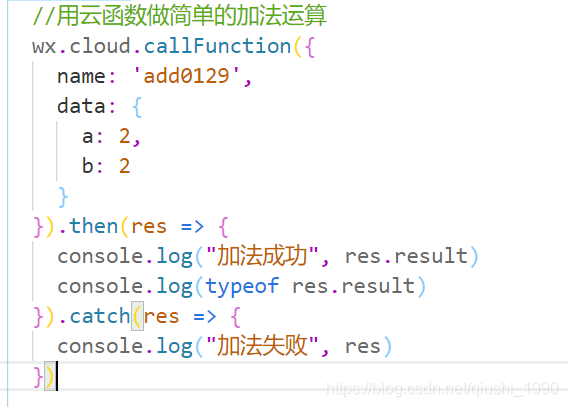 //用云函数做简单的加法运算
wx.cloud.callFunction({
  name: 'add0129',
  data: {
    a: 2,
    b: 2
  }
}).then(res => {
  console.log("加法成功", res.result)
  console.log(typeof res.result)
}).catch(res => {
  console.log("加法失败", res)
})
https://blog.csdn.net/qiushi_1990